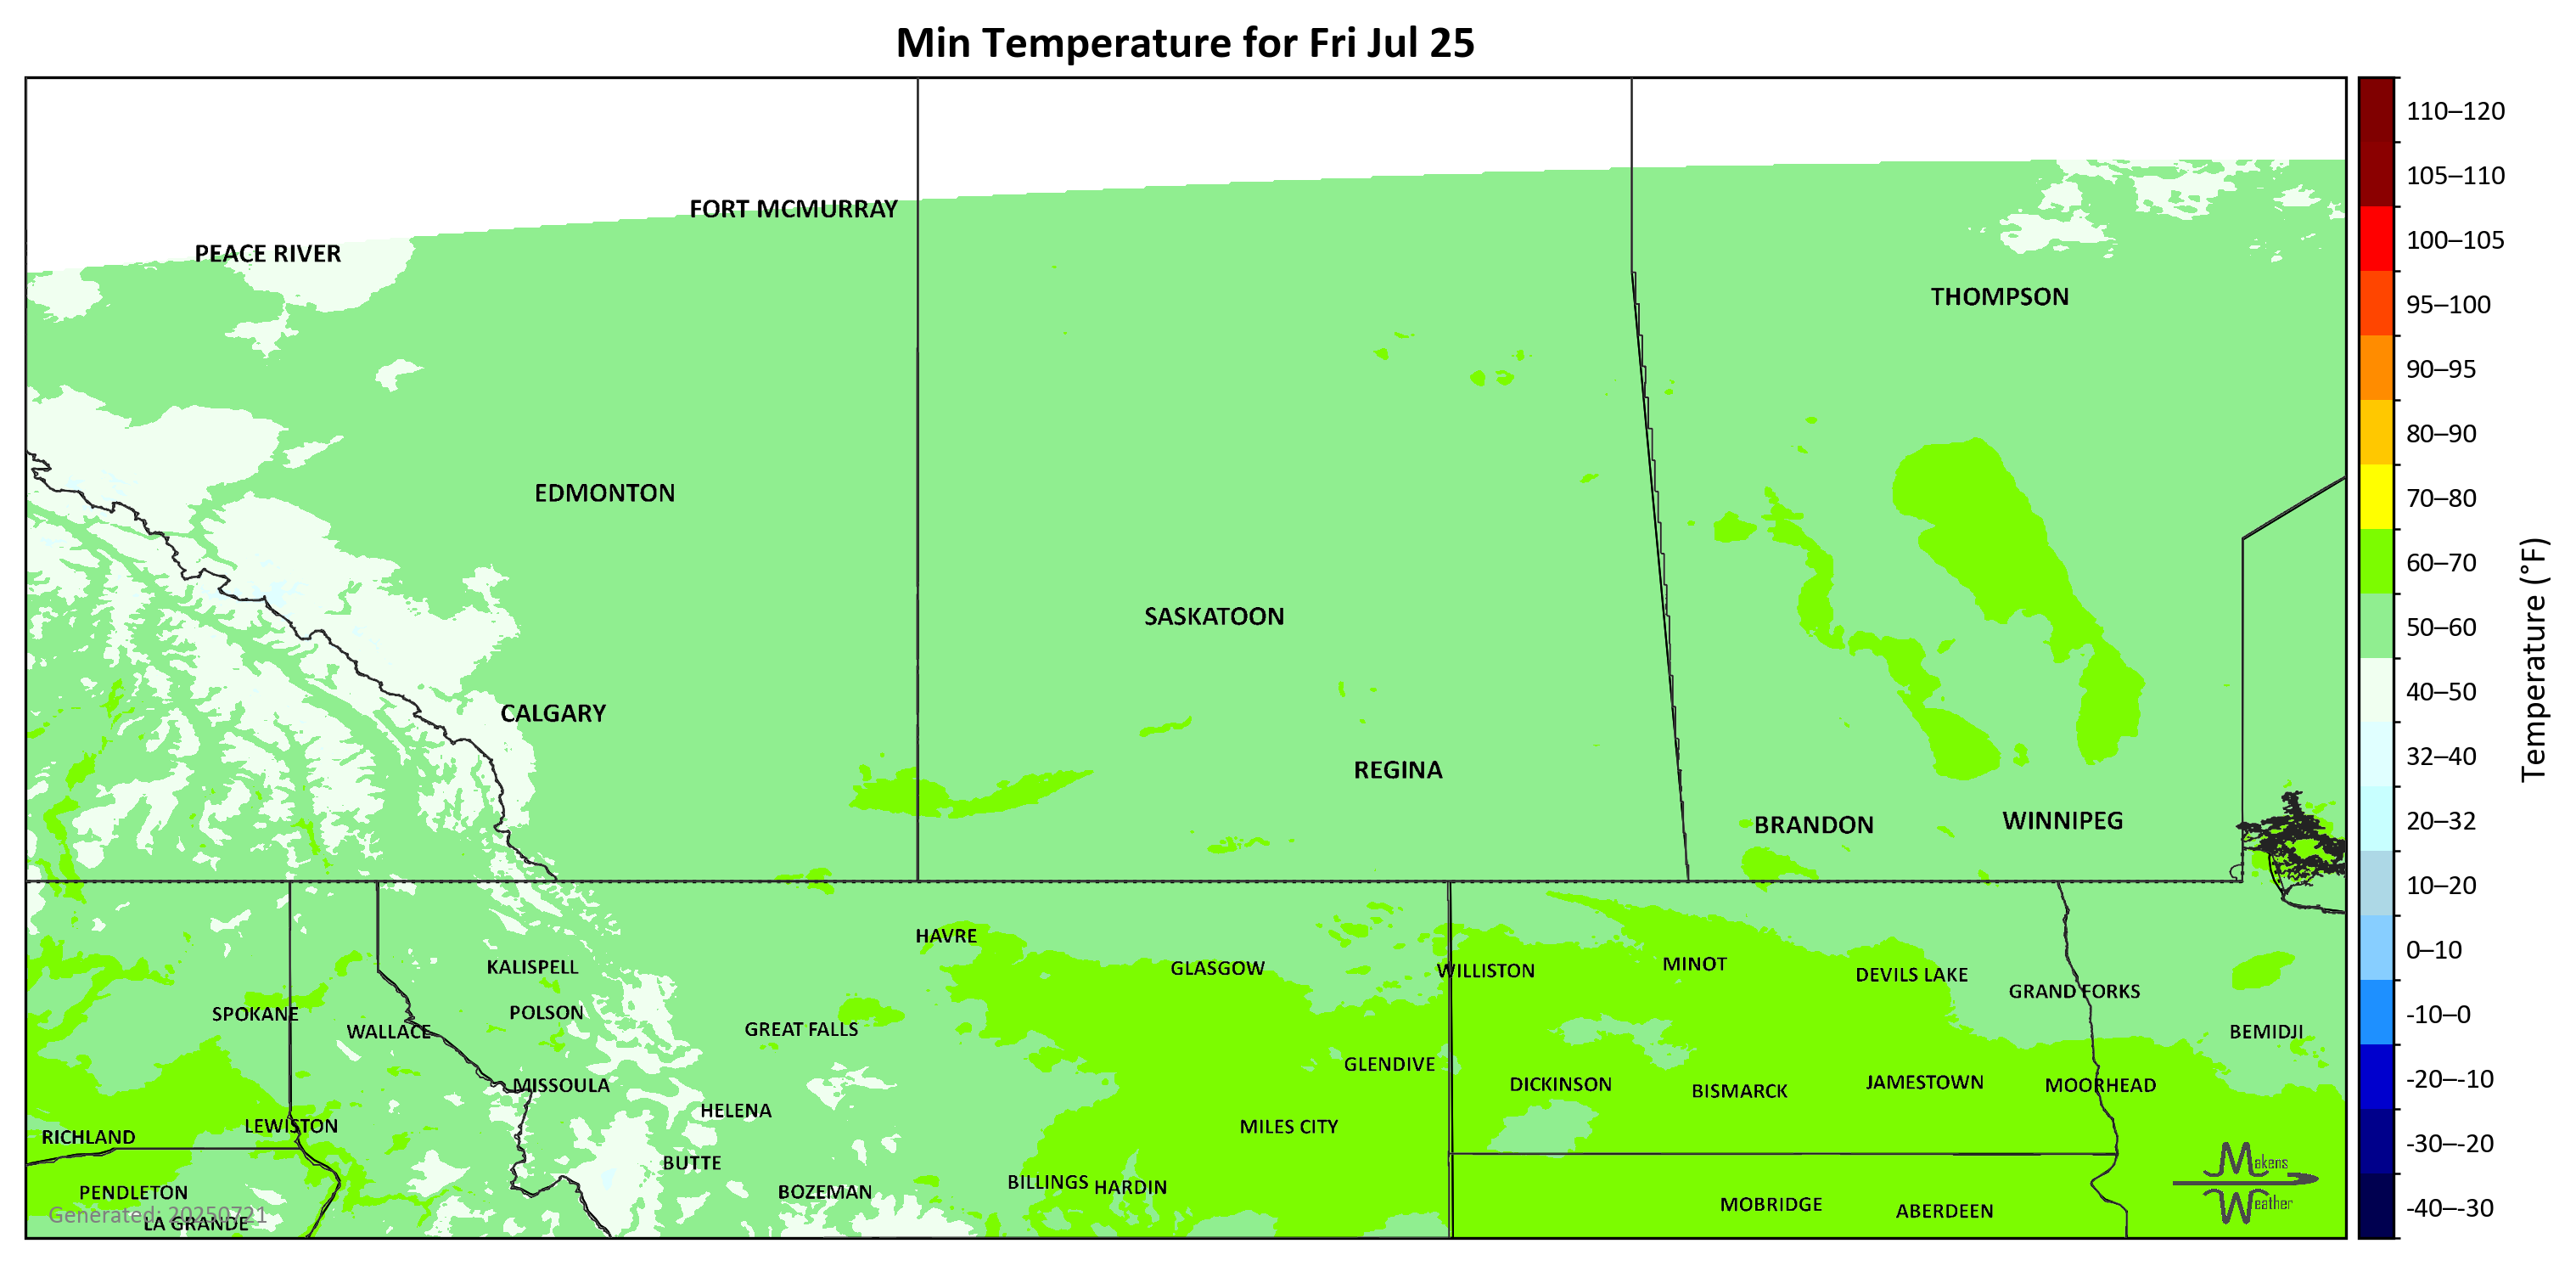 Min Temperature for Fri Jul 25
110–120
105–110
FORT MCMURRAY
100–105
PEACE RIVER
THOMPSON
95–100
90–95
80–90
EDMONTON
70–80
60–70
SASKATOON
50–60
Temperature (°F)
CALGARY
40–50
32–40
REGINA
BRANDON
WINNIPEG
20–32
10–20
HAVRE
0–10
KALISPELL
GLASGOW
WILLISTON
MINOT
DEVILS LAKE
GRAND FORKS
SPOKANE
WALLACE
POLSON
GREAT FALLS
BEMIDJI
-10–0
GLENDIVE
MISSOULA
DICKINSON
BISMARCK
JAMESTOWN
MOORHEAD
-20–-10
HELENA
RICHLAND
LEWISTON
MILES CITY
-30–-20
BUTTE
Makens
Weather
PENDLETON
BOZEMAN
BILLINGS
HARDIN
MOBRIDGE
ABERDEEN
-40–-30
Generated: 20250721
LA GRANDE